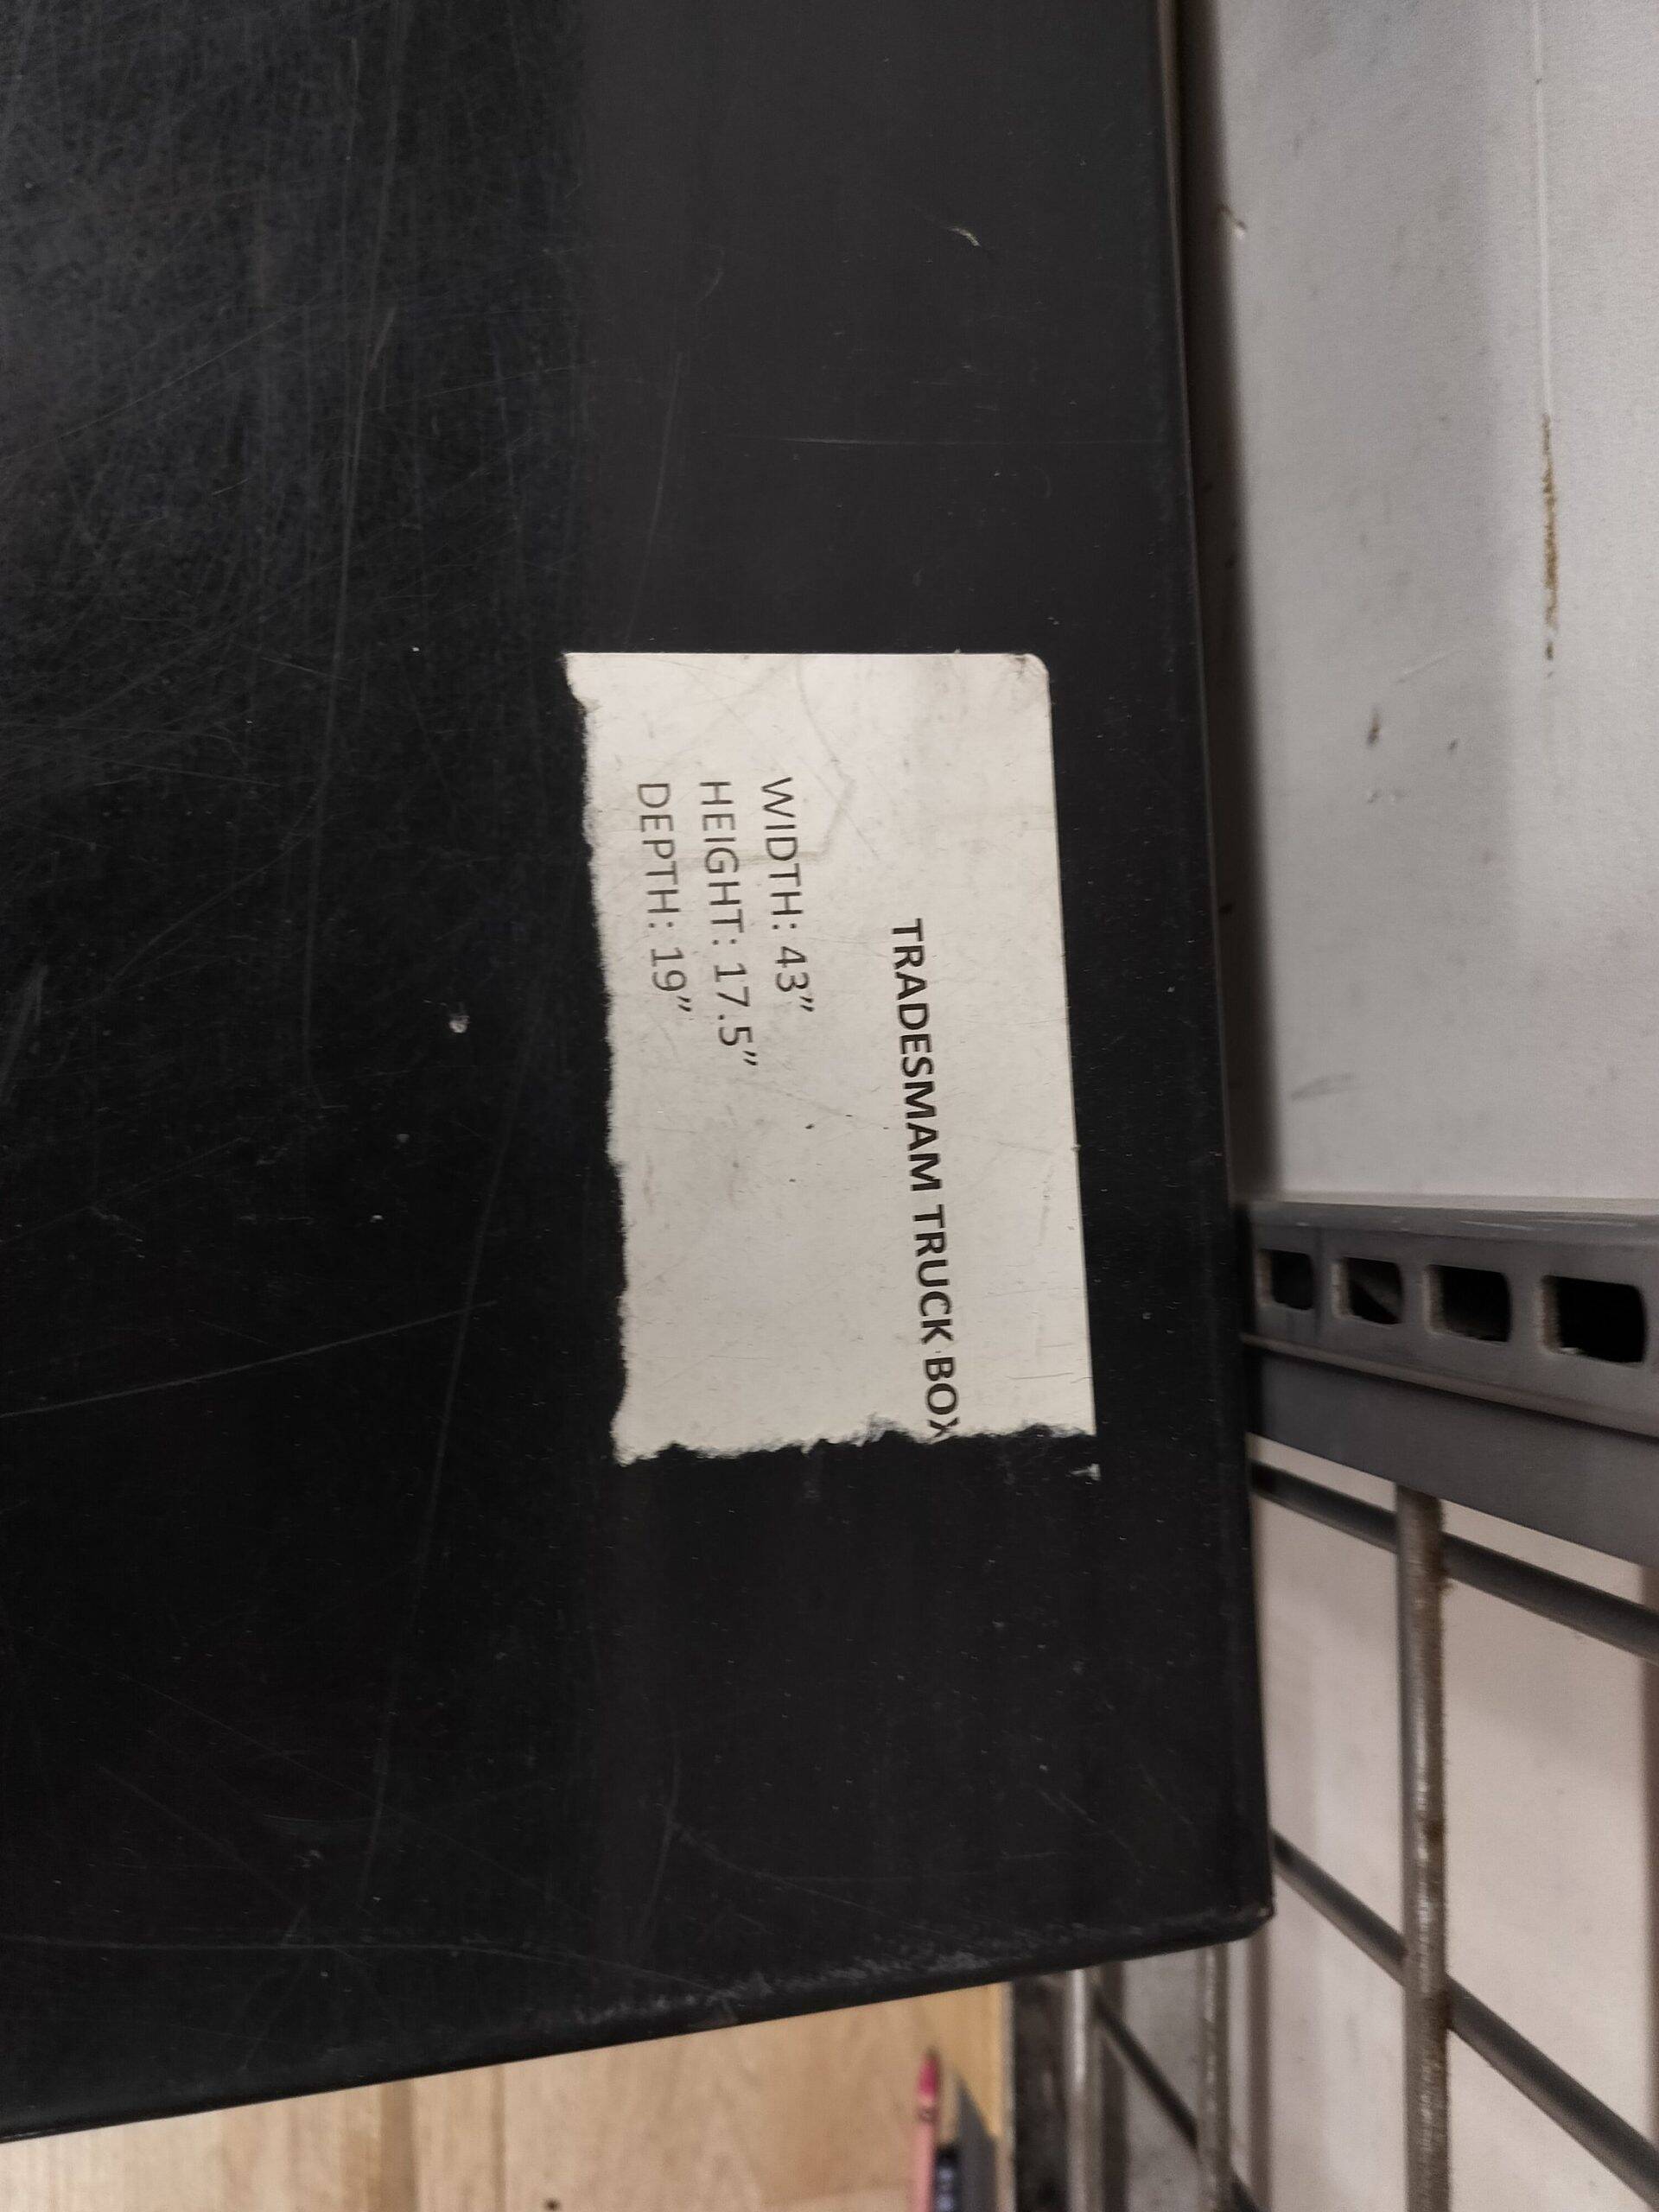 TRADESMAM TRUCK BOX
WIDTH: 43”
HEIGHT: 17.5”
DEPTH: 19”